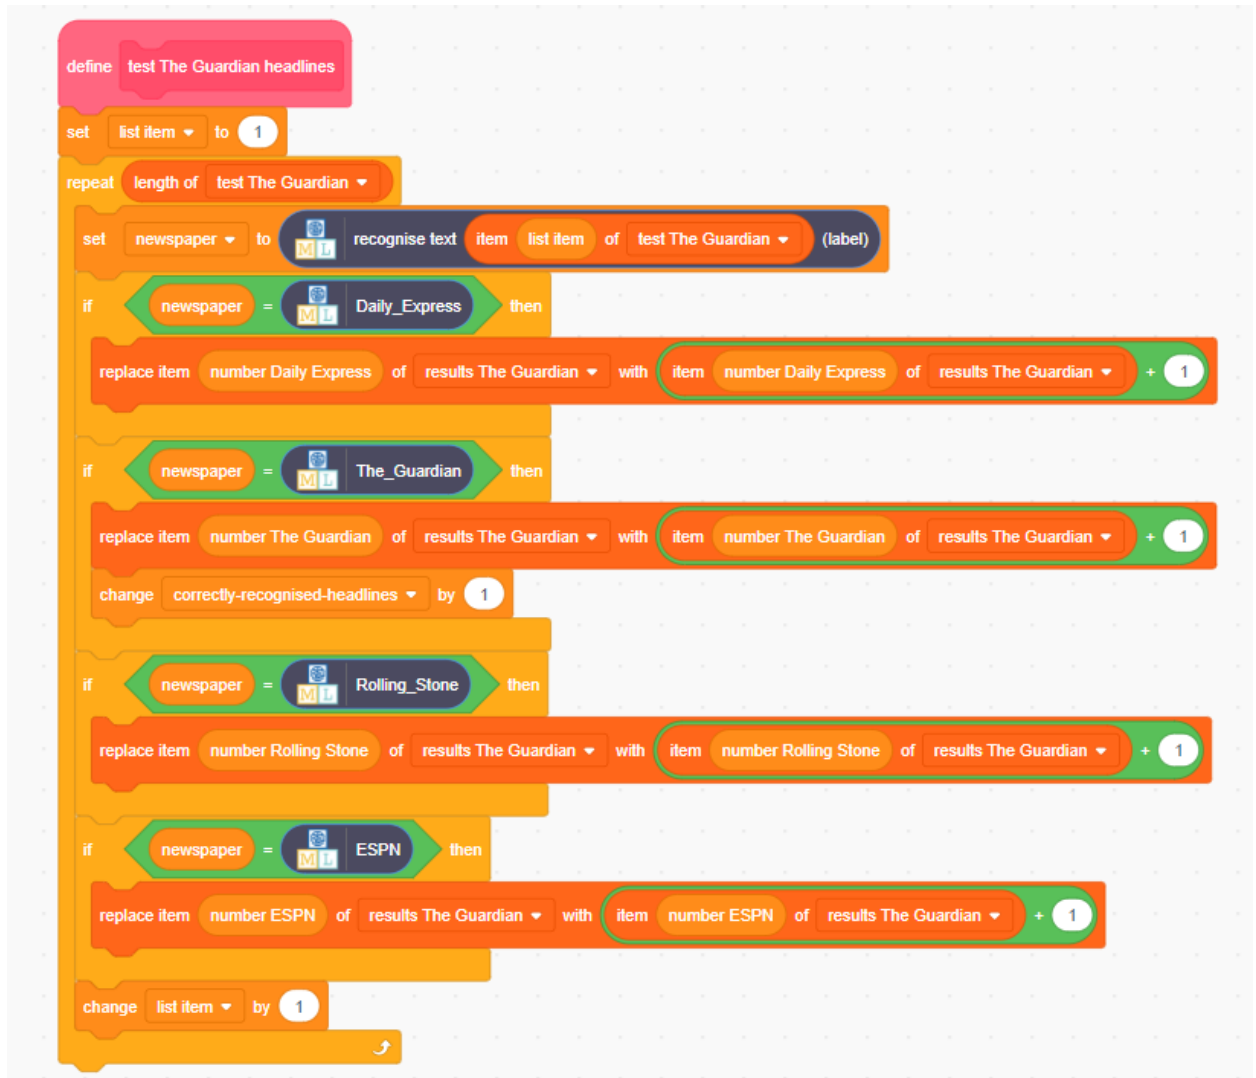 define test The Guardian headlines
set list item to 1
repeat length of test The Guardian
set newspaper to ML recognise text item list item of test The Guardian (label)
if newspaper = ML Daily_Express then
replace item number Daily Express of results The Guardian with item number Daily Express of results The Guardian + 1
if newspaper = ML The_Guardian then
replace item number The Guardian of results The Guardian with item number The Guardian of results The Guardian + 1
change correctly-recognised-headlines by 1
if newspaper = ML Rolling_Stone then
replace item number Rolling Stone of results The Guardian with item number Rolling Stone of results The Guardian + 1
if newspaper = ML ESPN then
replace item number ESPN of results The Guardian with item number ESPN of results The Guardian + 1
change list item by 1